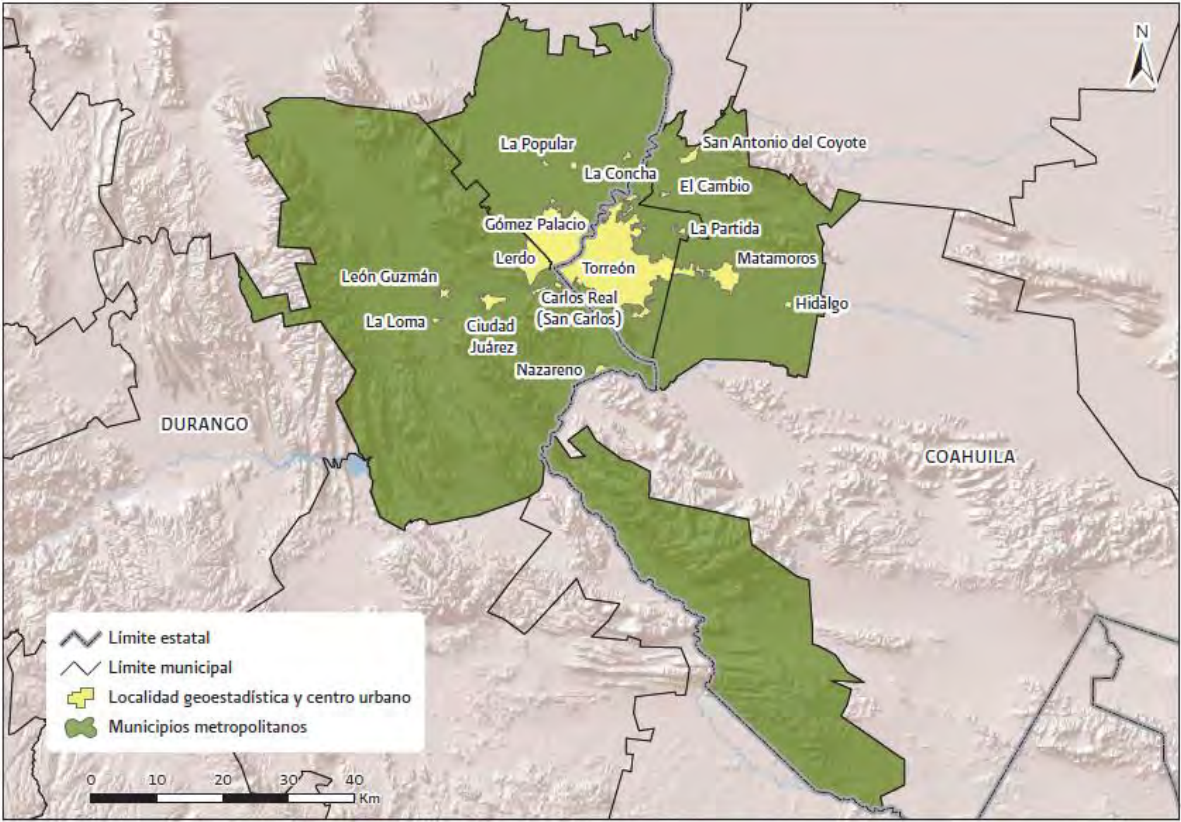 N
San Antonio del Coyote
La Popular
La Concha
El Cambio
Gómez Palacio
La Partida
Lerdo
Torreón
Matamoros
León Guzmán
Carlos Real
(San Carlos)
Hidalgo
La Loma
Ciudad
Juárez
Nazareno
DURANGO
COAHUILA
Límite estatal
Límite municipal
Localidad geoestadística y centro urbano
Municipios metropolitanos
0 10 20 30 40
Km